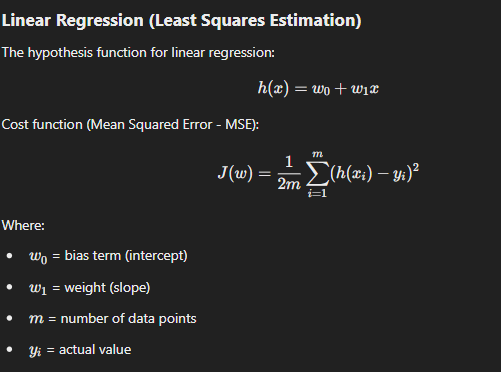 Linear Regression (Least Squares Estimation)
The hypothesis function for linear regression:
h(x) = w₀ + w₁x
Cost function (Mean Squared Error - MSE):
J(w) = \frac{1}{2m} \sum_{i=1}^{m} (h(xᵢ) − yᵢ)²
Where:
• w₀ = bias term (intercept)
• w₁ = weight (slope)
• m = number of data points
• yᵢ = actual value